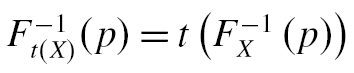 $F_{t(X)}^{-1}(p) = t\left(F_X^{-1}(p)\right)$